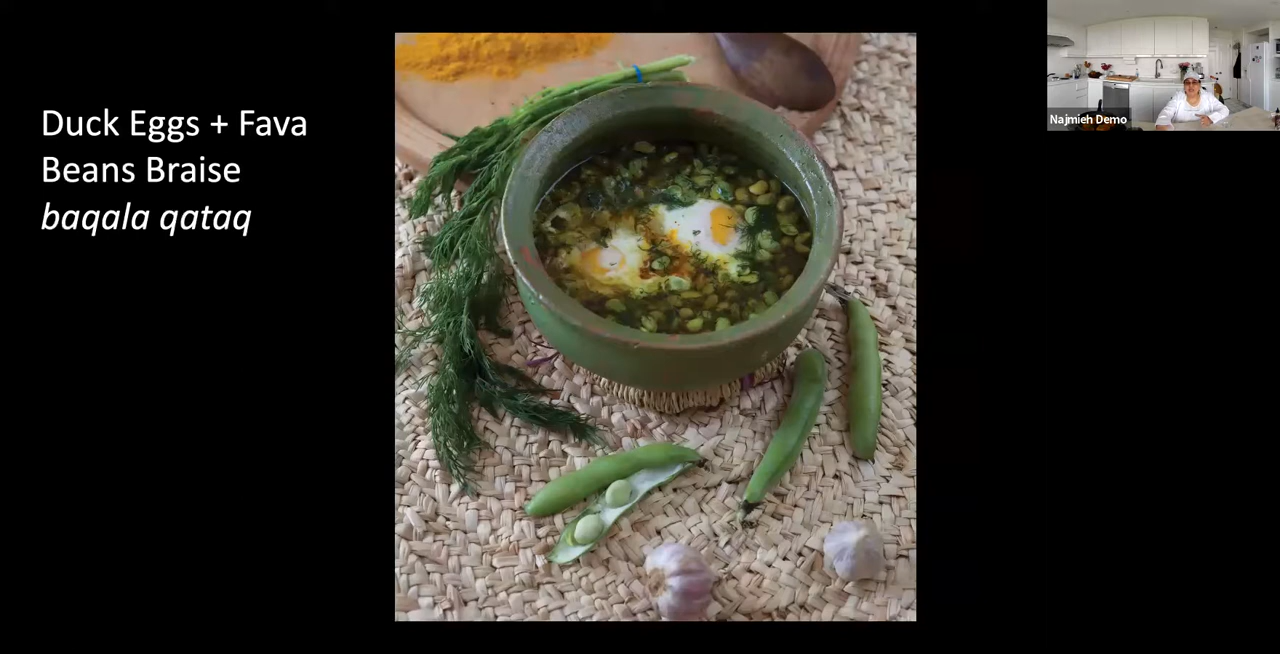 Duck Eggs + Fava
Beans Braise
baqala qataq
Najmieh Demo